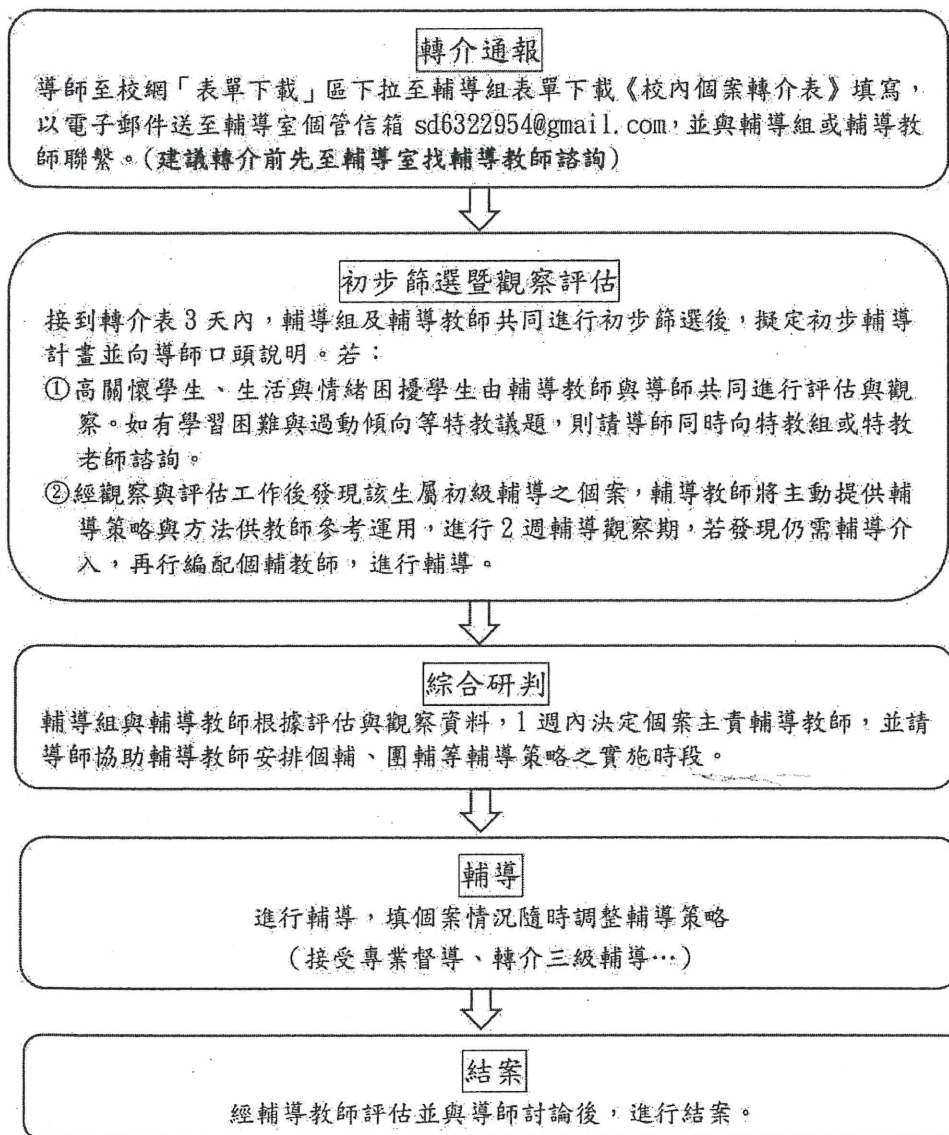 轉介通報
導師至校網「表單下載」區下拉至輔導組表單下載《校內個案轉介表》填寫，
以電子郵件送至輔導室個管信箱 sd6322954@gmail.com，並與輔導組或輔導教
師聯繫。(建議轉介前先至輔導室找輔導教師諮詢)
初步篩選暨觀察評估
接到轉介表 3 天內，輔導組及輔導教師共同進行初步篩選後，擬定初步輔導
計畫並向導師口頭說明。若：
①高關懷學生、生活與情緒困擾學生由輔導教師與導師共同進行評估與觀
察。如有學習困難與過動傾向等特教議題，則請導師同時向特教組或特教
老師諮詢。
②經觀察與評估工作後發現該生屬初級輔導之個案，輔導教師將主動提供輔
導策略與方法供教師參考運用，進行 2 週輔導觀察期，若發現仍需輔導介
入，再行編配個輔教師，進行輔導。
綜合研判
輔導組與輔導教師根據評估與觀察資料，1 週內決定個案主責輔導教師，並請
導師協助輔導教師安排個輔、團輔等輔導策略之實施時段。
輔導
進行輔導，填個案情況隨時調整輔導策略
（接受專業督導、轉介三級輔導…）
結案
經輔導教師評估並與導師討論後，進行結案。